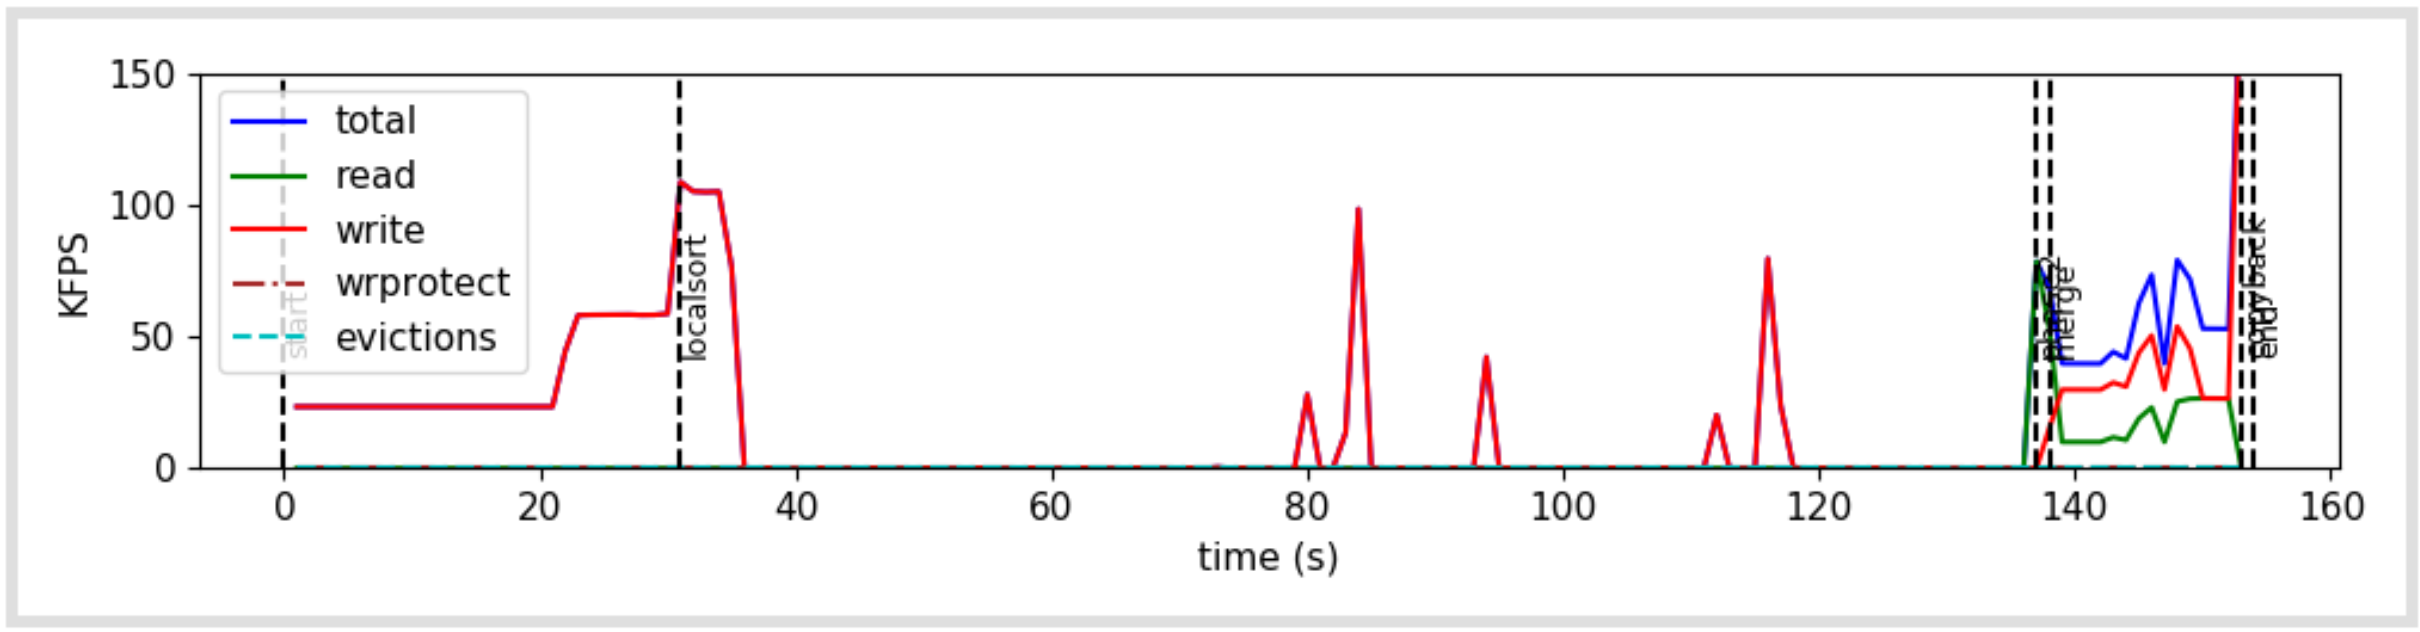 150
100
50
0
KFPS
total
read
write
wrprotect
evictions
start
localsort
merge
end
0
20
40
60
80
100
120
140
160
time (s)